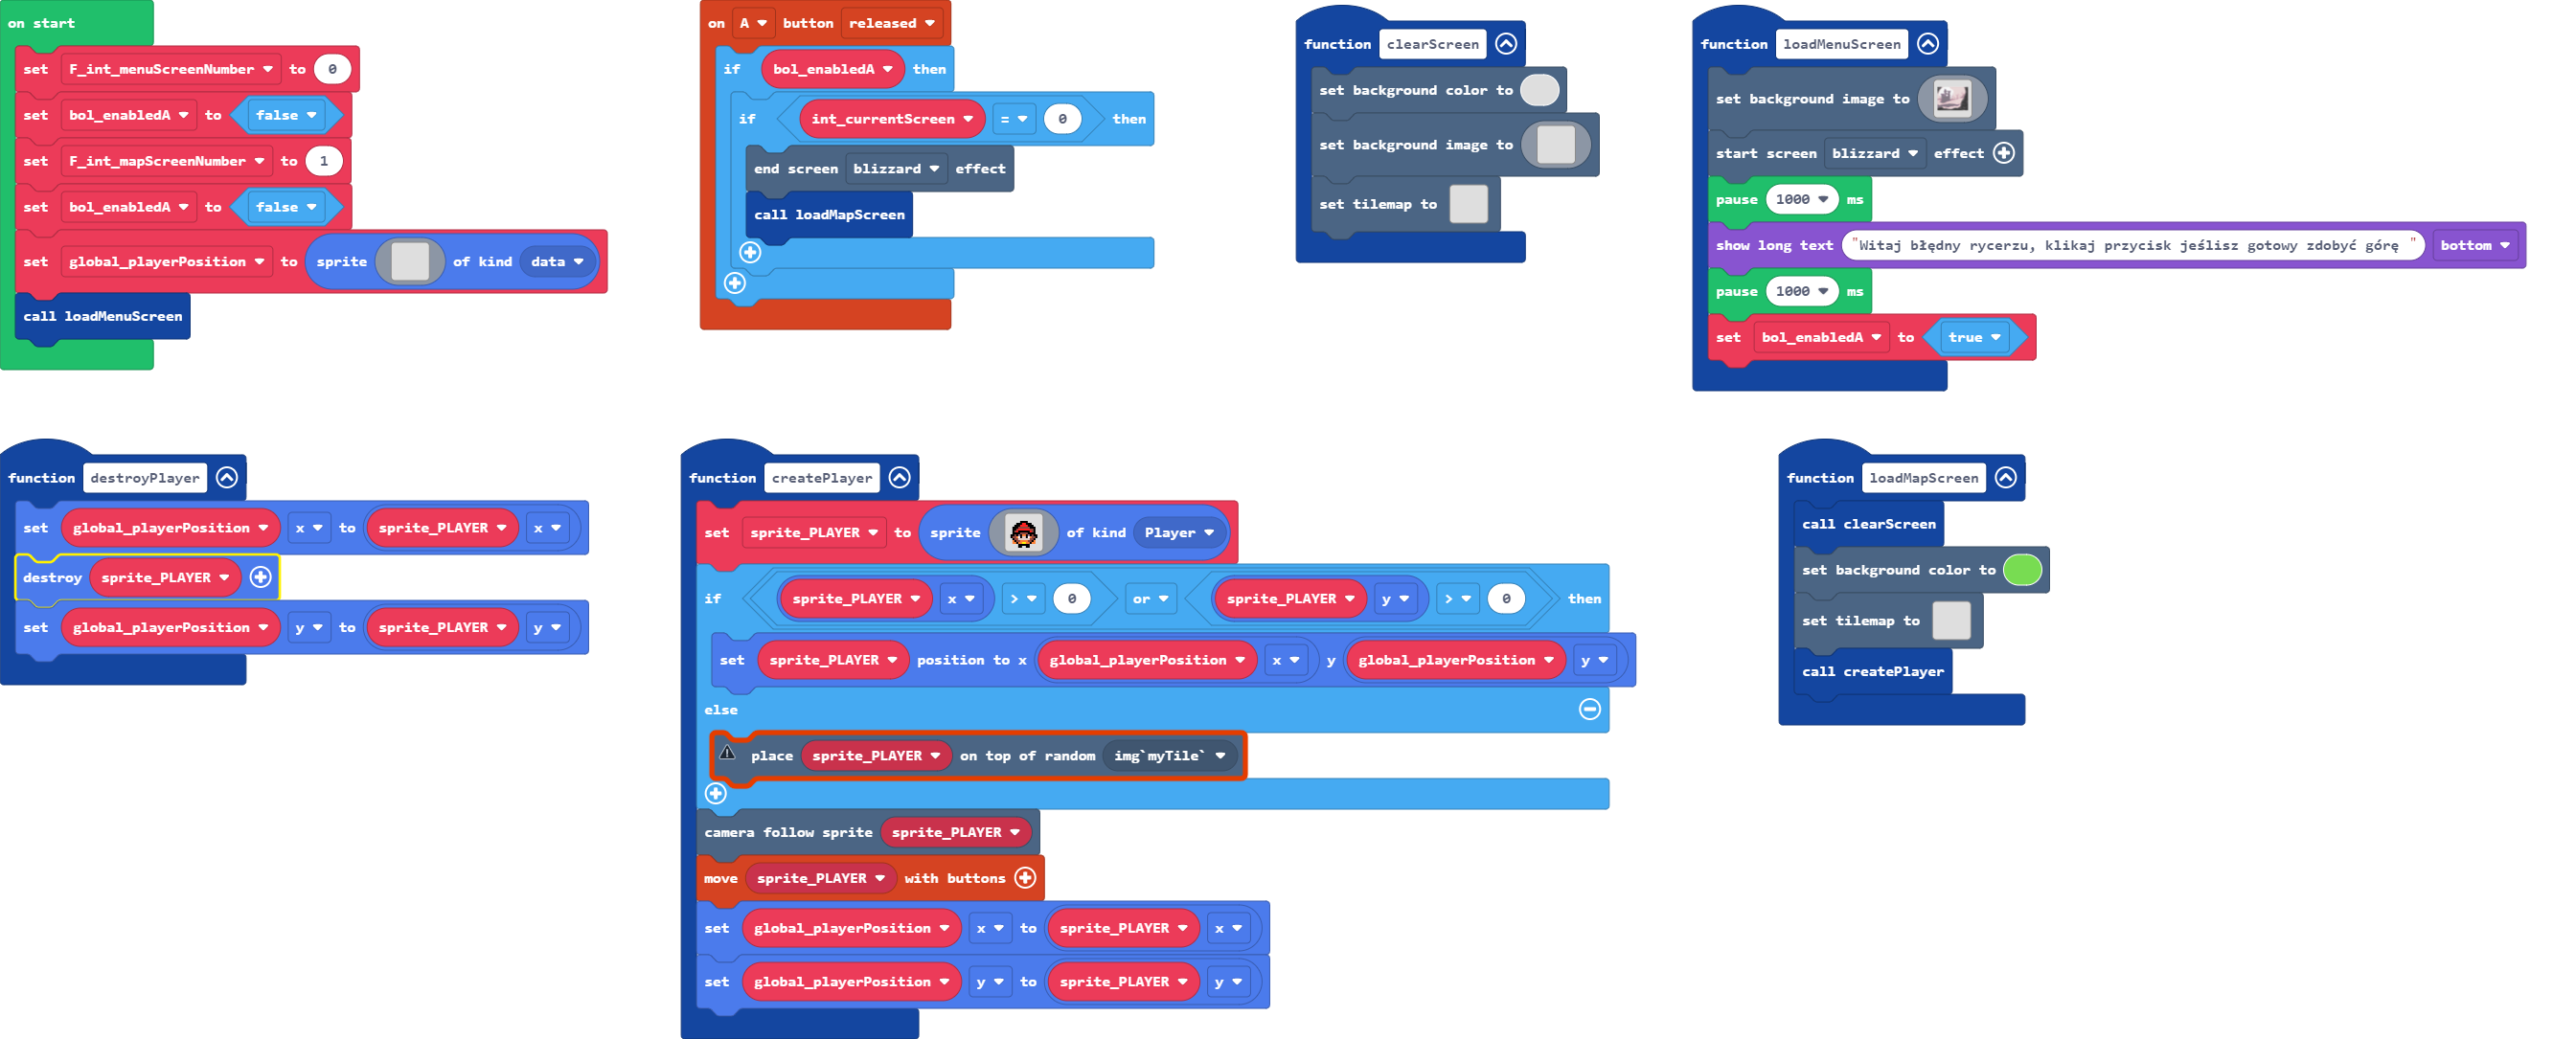 on start
set F_int_menuScreenNumber to 0
set bol_enabledA to false
set F_int_mapScreenNumber to 1
set bol_enabledA to false
set global_playerPosition to sprite of kind data
call loadMenuScreen
on A button released
if bol_enabledA then
if int_currentScreen = 0 then
end screen blizzard effect
call loadMapScreen
function clearScreen
set background color to
set background image to
set tilemap to
function loadMenuScreen
set background image to
start screen blizzard effect
pause 1000 ms
show long text "Witaj błędny rycerzu, klikaj przycisk jeślisz gotowy zdobyć górę " bottom
pause 1000 ms
set bol_enabledA to true
function destroyPlayer
set global_playerPosition x to sprite_PLAYER x
destroy sprite_PLAYER
set global_playerPosition y to sprite_PLAYER y
function createPlayer
set sprite_PLAYER to sprite of kind Player
if sprite_PLAYER x > 0 or sprite_PLAYER y > 0 then
set sprite_PLAYER position to x global_playerPosition x y global_playerPosition y
else
place sprite_PLAYER on top of random img`myTile`
camera follow sprite sprite_PLAYER
move sprite_PLAYER with buttons
set global_playerPosition x to sprite_PLAYER x
set global_playerPosition y to sprite_PLAYER y
function loadMapScreen
call clearScreen
set background color to
set tilemap to
call createPlayer